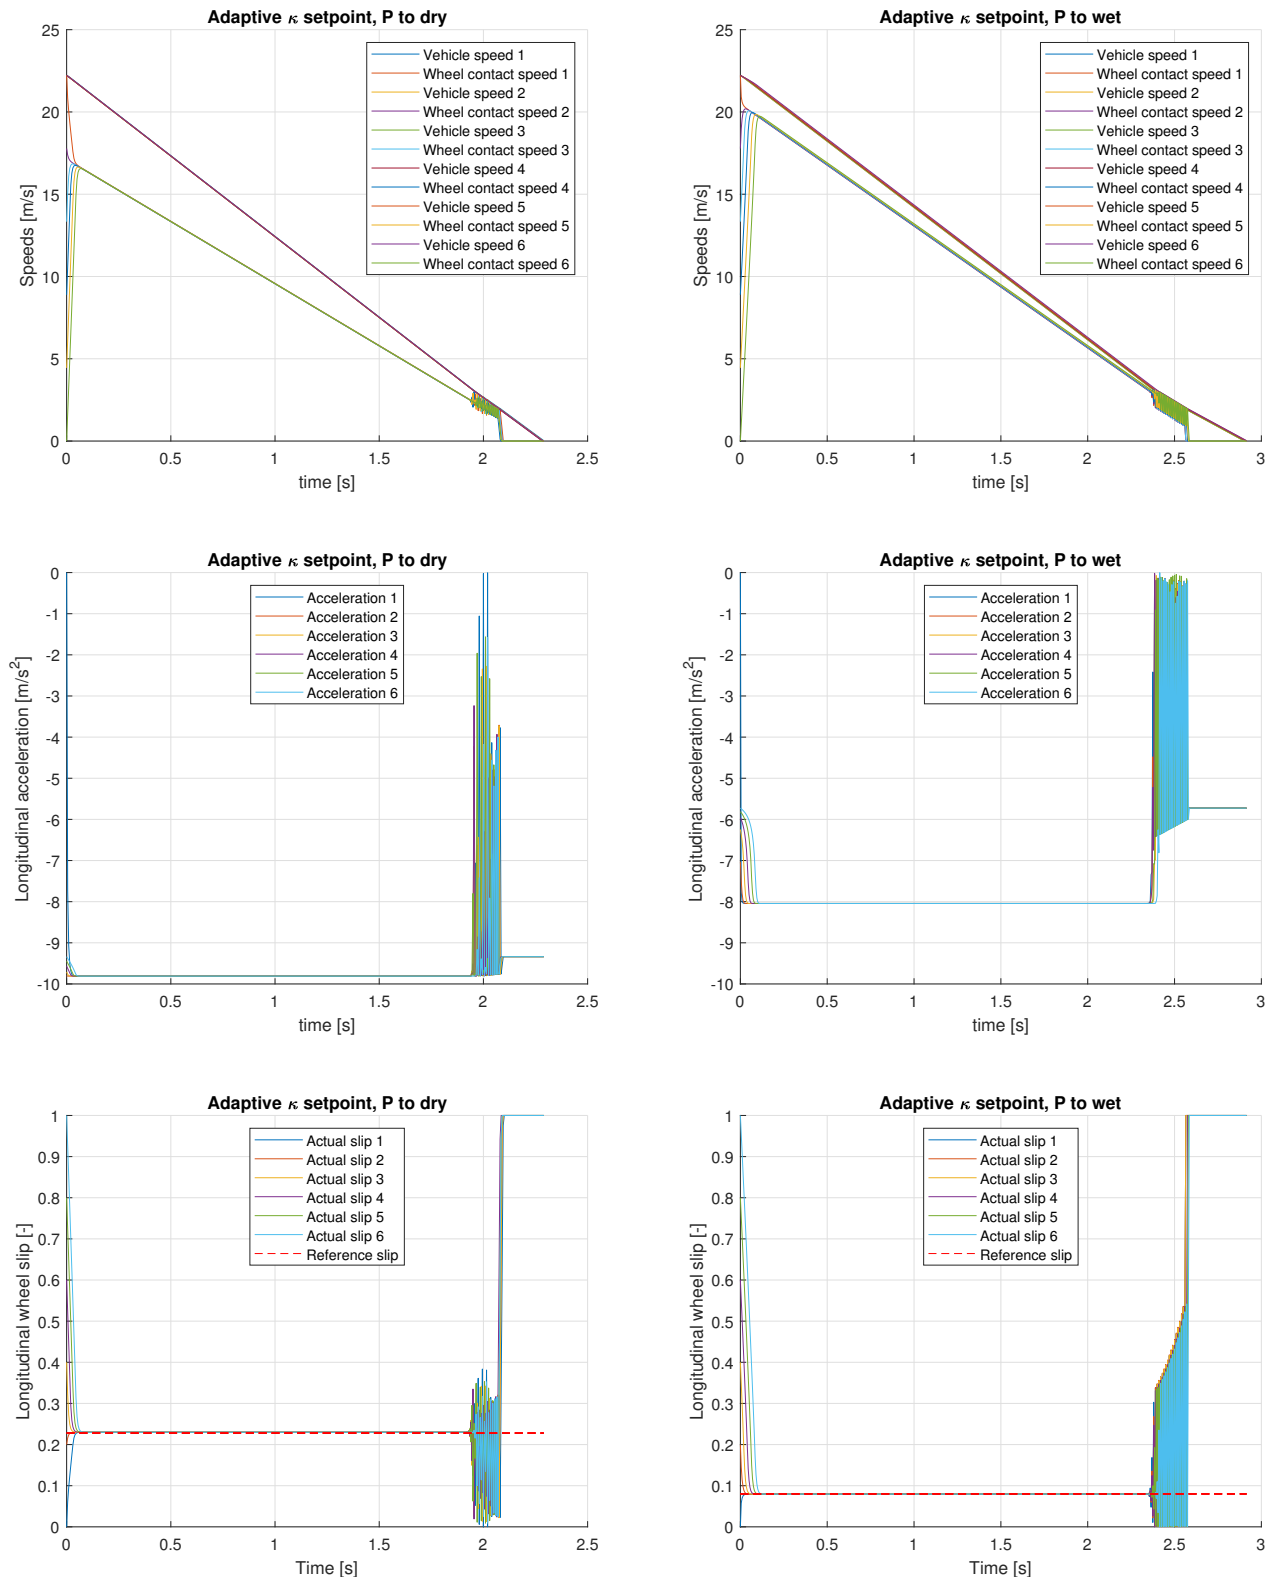 Adaptive κ setpoint, P to dry
25
20
15
10
5
0
Speeds [m/s]
Vehicle speed 1
Wheel contact speed 1
Vehicle speed 2
Wheel contact speed 2
Vehicle speed 3
Wheel contact speed 3
Vehicle speed 4
Wheel contact speed 4
Vehicle speed 5
Wheel contact speed 5
Vehicle speed 6
Wheel contact speed 6
0 0.5 1 1.5 2 2.5
time [s]
Adaptive κ setpoint, P to wet
25
20
15
10
5
0
Speeds [m/s]
Vehicle speed 1
Wheel contact speed 1
Vehicle speed 2
Wheel contact speed 2
Vehicle speed 3
Wheel contact speed 3
Vehicle speed 4
Wheel contact speed 4
Vehicle speed 5
Wheel contact speed 5
Vehicle speed 6
Wheel contact speed 6
0 0.5 1 1.5 2 2.5 3
time [s]
Adaptive κ setpoint, P to dry
0
-1
-2
-3
-4
-5
-6
-7
-8
-9
-10
Longitudinal acceleration [m/s²]
Acceleration 1
Acceleration 2
Acceleration 3
Acceleration 4
Acceleration 5
Acceleration 6
0 0.5 1 1.5 2 2.5
time [s]
Adaptive κ setpoint, P to wet
0
-1
-2
-3
-4
-5
-6
-7
-8
-9
-10
Longitudinal acceleration [m/s²]
Acceleration 1
Acceleration 2
Acceleration 3
Acceleration 4
Acceleration 5
Acceleration 6
0 0.5 1 1.5 2 2.5 3
time [s]
Adaptive κ setpoint, P to dry
1
0.9
0.8
0.7
0.6
0.5
0.4
0.3
0.2
0.1
0
Longitudinal wheel slip [-]
Actual slip 1
Actual slip 2
Actual slip 3
Actual slip 4
Actual slip 5
Actual slip 6
Reference slip
0 0.5 1 1.5 2 2.5
Time [s]
Adaptive κ setpoint, P to wet
1
0.9
0.8
0.7
0.6
0.5
0.4
0.3
0.2
0.1
0
Longitudinal wheel slip [-]
Actual slip 1
Actual slip 2
Actual slip 3
Actual slip 4
Actual slip 5
Actual slip 6
Reference slip
0 0.5 1 1.5 2 2.5 3
Time [s]